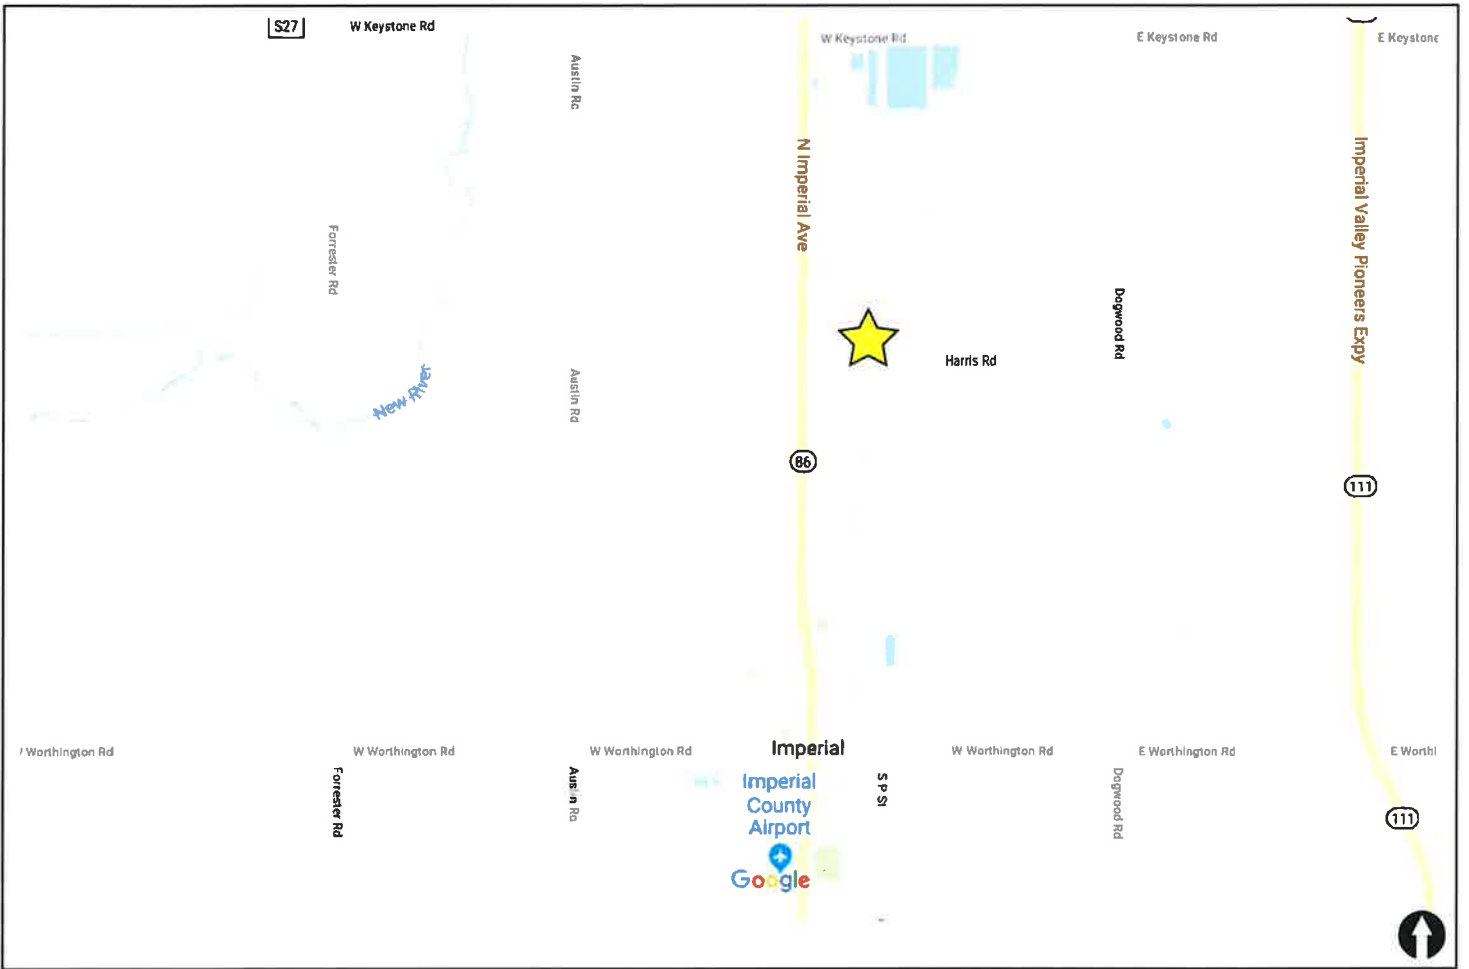 S27
W Keystone Rd
W Keystone Rd
E Keystone Rd
E Keystone
Austin Rd
N Imperial Ave
Imperial Valley Pioneers Expy
Forrester Rd
Dogwood Rd
Harris Rd
New River
Austin Rd
86
111
Worthington Rd
W Worthington Rd
W Worthington Rd
Imperial
W Worthington Rd
E Worthington Rd
E Worthi
Forrester Rd
Austin Rd
Imperial
County
Airport
S P St
Dogwood Rd
111
Google